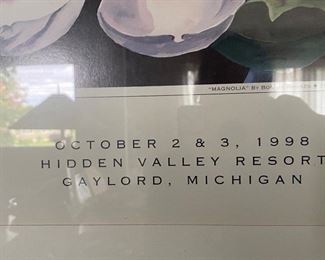 "MAGNOLIA" BY
OCTOBER 2 & 3, 1998
HIDDEN VALLEY RESORT
GAYLORD, MICHIGAN